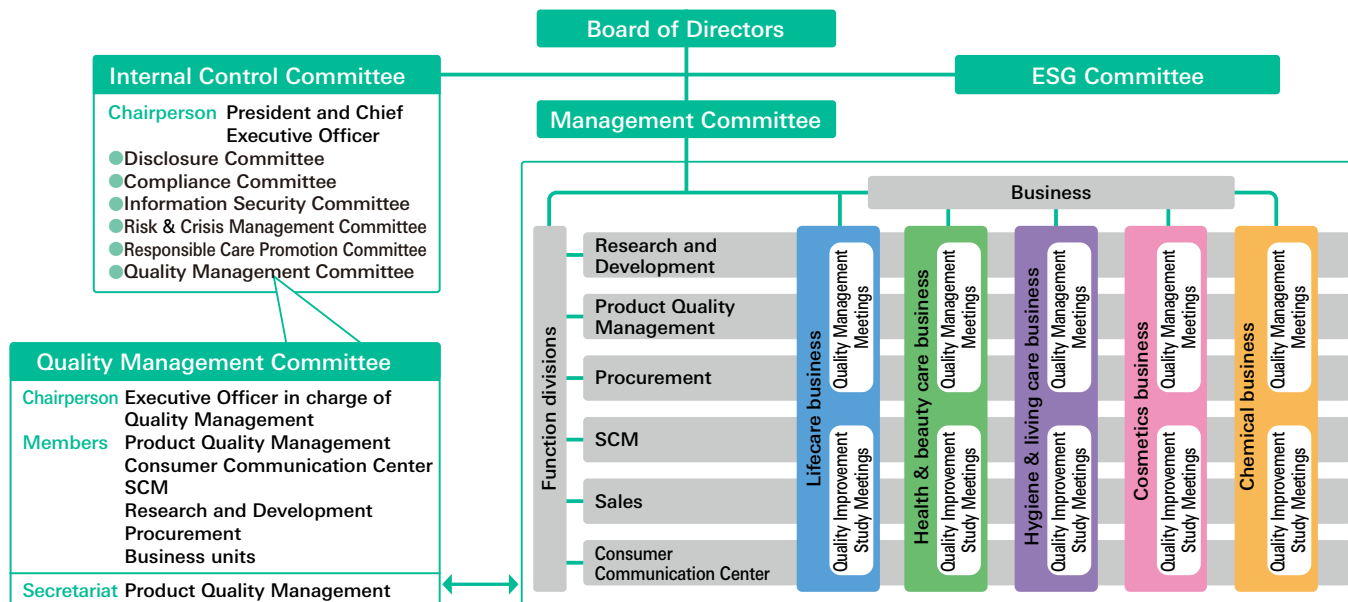 Board of Directors
Internal Control Committee
Chairperson President and Chief
Executive Officer
Disclosure Committee
Compliance Committee
Information Security Committee
Risk & Crisis Management Committee
Responsible Care Promotion Committee
Quality Management Committee
ESG Committee
Management Committee
Quality Management Committee
Chairperson Executive Officer in charge of
Quality Management
Members Product Quality Management
Consumer Communication Center
SCM
Research and Development
Procurement
Business units
Secretariat Product Quality Management
Business
Function divisions
Research and
Development
Product Quality
Management
Procurement
SCM
Sales
Consumer
Communication Center
Lifecare business
Quality Management
Meetings
Quality Improvement
Study Meetings
Health & beauty care business
Quality Management
Meetings
Quality Improvement
Study Meetings
Hygiene & living care business
Quality Management
Meetings
Quality Improvement
Study Meetings
Cosmetics business
Quality Management
Meetings
Quality Improvement
Study Meetings
Chemical business
Quality Management
Meetings
Quality Improvement
Study Meetings